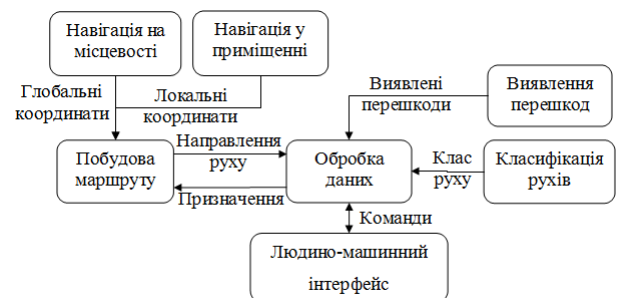 Навігація на
місцевості
Навігація у
приміщенні
Глобальні
координати
Локальні
координати
Виявлені
перешкоди
Виявлення
перешкод
Побудова
маршруту
Направлення
руху
Призначення
Обробка
даних
Клас
руху
Класифікація
рухів
Команди
Людино-машинний
інтерфейс